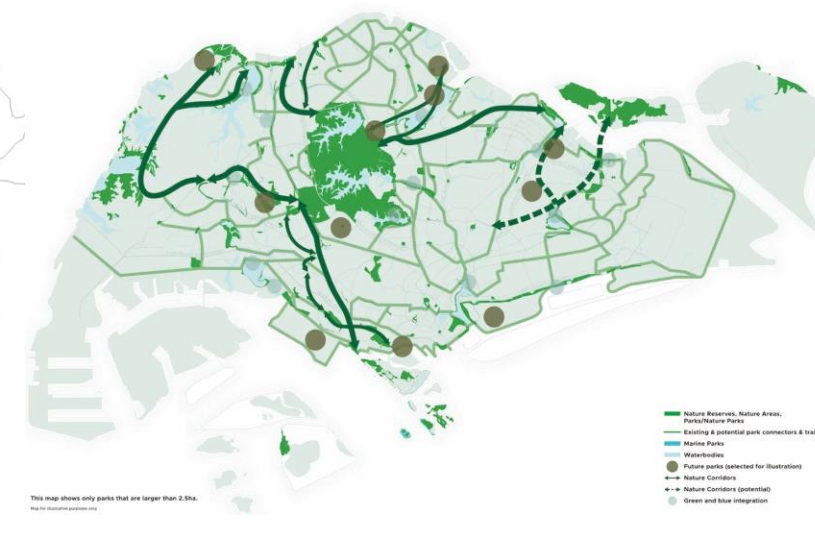 Nature Reserves, Nature Areas,
Parks/Nature Parks
Existing & potential park connectors & trai
Marine Parks
Waterbodies
Future parks (selected for illustration)
Nature Corridors
Nature Corridors (potential)
Green and blue integration
This map shows only parks that are larger than 2.5ha.
Map for illustrative purposes only